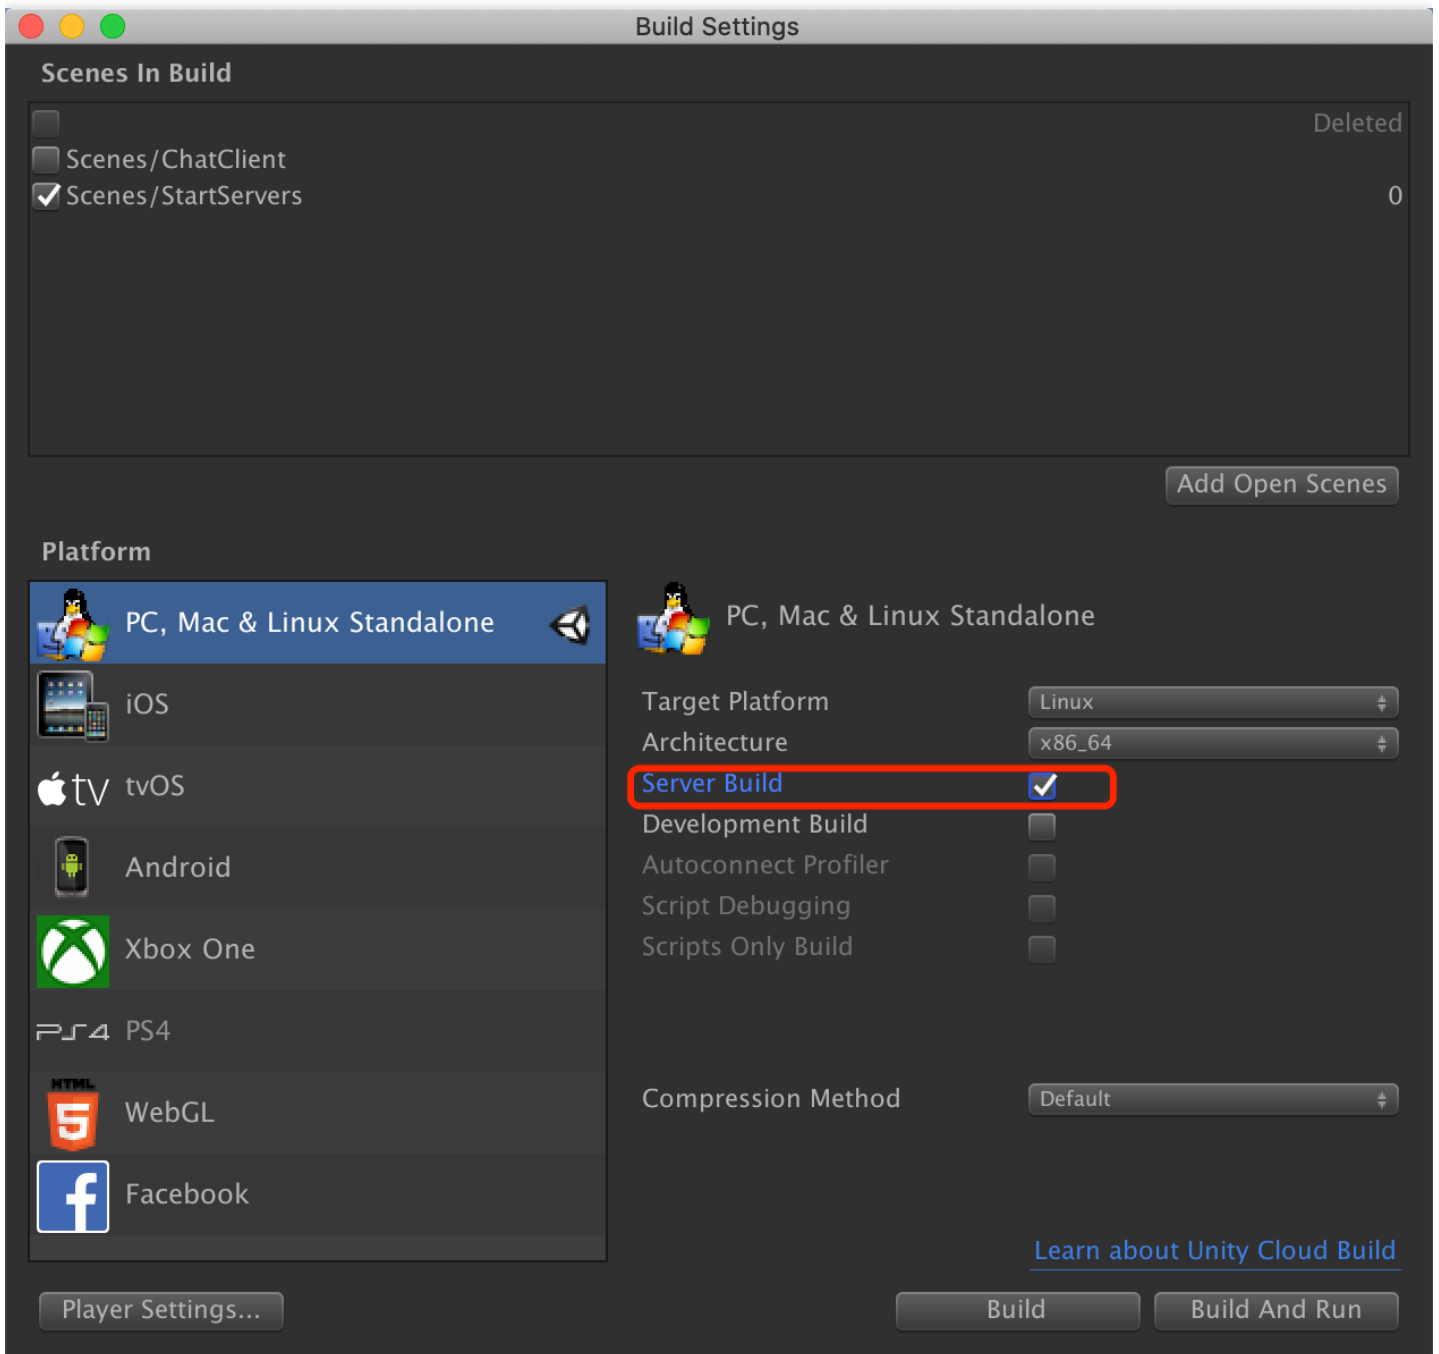 Build Settings
Scenes In Build
Deleted
Scenes/ChatClient
Scenes/StartServers 0
Add Open Scenes
Platform
PC, Mac & Linux Standalone
iOS
tv tvOS
Android
Xbox One
PS4 PS4
HTML 5 WebGL
f Facebook
PC, Mac & Linux Standalone
Target Platform Linux
Architecture x86_64
Server Build
Development Build
Autoconnect Profiler
Script Debugging
Scripts Only Build
Compression Method Default
Learn about Unity Cloud Build
Player Settings... Build Build And Run